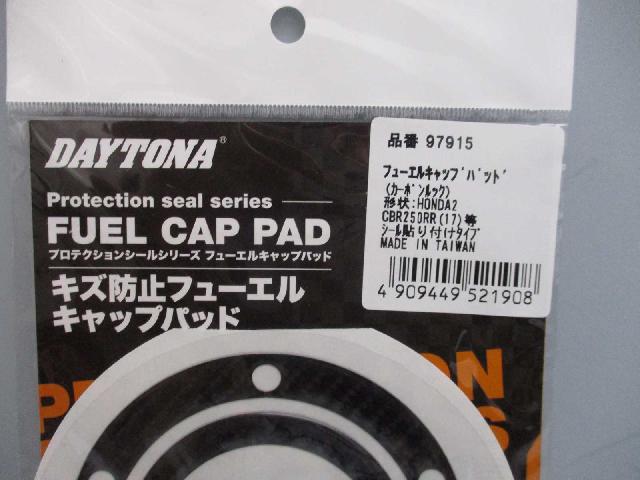 DAYTONA®
Protection seal series
FUEL CAP PAD
プロテクションシールシリーズ フューエルキャップパッド
キズ防止フューエル
キャップパッド
品番 97915
フューエルキャップパッド
(カーボンルック)
形状:HONDA2
CBR250RR(17)等
シール貼り付けタイプ
MADE IN TAIWAN
4 909449 521908